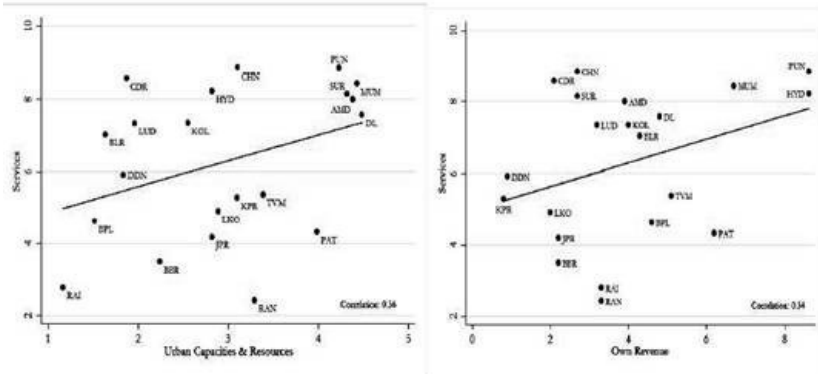 10
8
6
4
2
Services
PUN
CHN
CDR
SUR
MUM
HYD
AMD
DL
LUD
KOL
BLR
DDN
TVM
KPR
LKO
BPL
PAT
JPR
BER
RAI
RAN
Correlation: 0.36
1
2
3
4
5
Urban Capacities & Resources
10
8
6
4
2
Services
PUN
CHN
CDR
MUM
HYD
SUR
AMD
DL
LUD
KOL
BLR
DDN
KPR
TVM
LKO
BPL
PAT
JPR
BER
RAI
RAN
Correlation: 0.34
0
2
4
6
8
Own Revenue